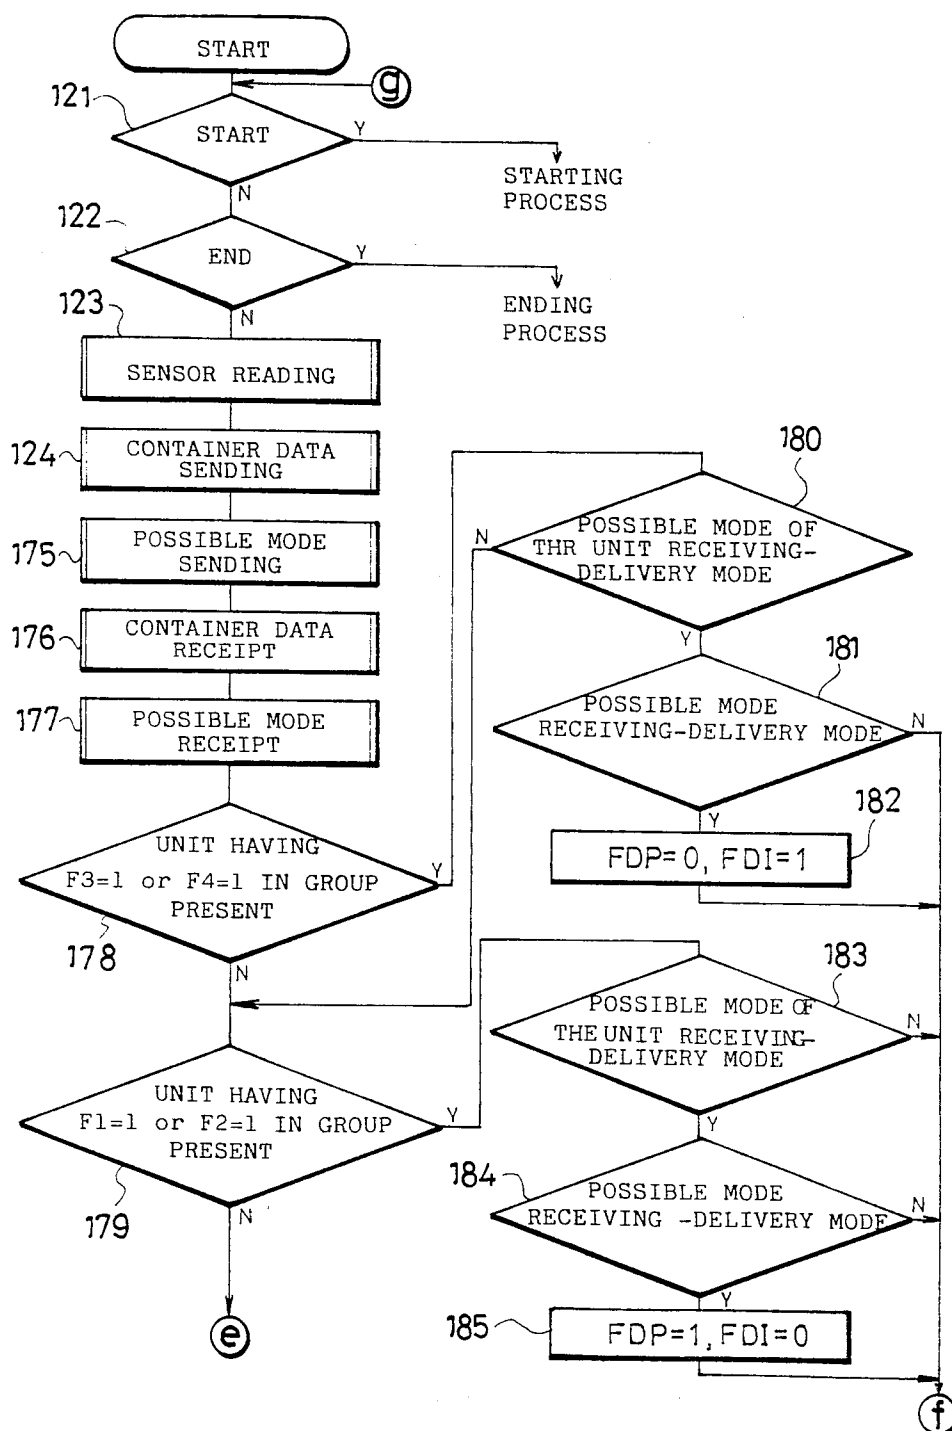 START
g
121
START
Y
STARTING
PROCESS
N
122
END
Y
ENDING
PROCESS
N
123
SENSOR READING
124
CONTAINER DATA
SENDING
175
POSSIBLE MODE
SENDING
176
CONTAINER DATA
RECEIPT
177
POSSIBLE MODE
RECEIPT
UNIT HAVING
F3=1 or F4=1 IN GROUP
PRESENT
Y
178
N
UNIT HAVING
F1=1 or F2=1 IN GROUP
PRESENT
Y
179
N
e
180
POSSIBLE MODE OF
THR UNIT RECEIVING-
DELIVERY MODE
N
Y
181
POSSIBLE MODE
RECEIVING-DELIVERY MODE
N
Y
182
FDP=0, FDI=1
183
POSSIBLE MODE OF
THE UNIT RECEIVING-
DELIVERY MODE
N
Y
184
POSSIBLE MODE
RECEIVING -DELIVERY MODE
N
Y
185
FDP=1, FDI=0
f